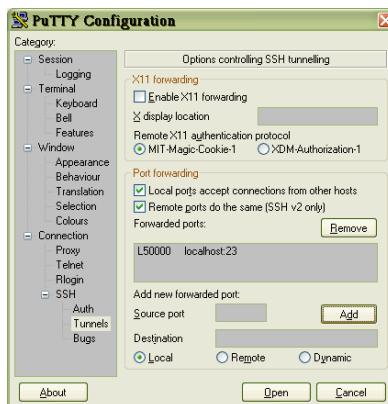 PuTTY Configuration
Category:
Session
Logging
Terminal
Keyboard
Bell
Features
Window
Appearance
Behaviour
Translation
Selection
Colours
Connection
Proxy
Telnet
Rlogin
SSH
Auth
Tunnels
Bugs
Options controlling SSH tunnelling
X11 forwarding
Enable X11 forwarding
X display location
Remote X11 authentication protocol
MIT-Magic-Cookie-1 XDM-Authorization-1
Port forwarding
Local ports accept connections from other hosts
Remote ports do the same (SSH v2 only)
Forwarded ports: Remove
L50000 localhost:23
Add new forwarded port:
Source port Add
Destination
Local Remote Dynamic
About Open Cancel